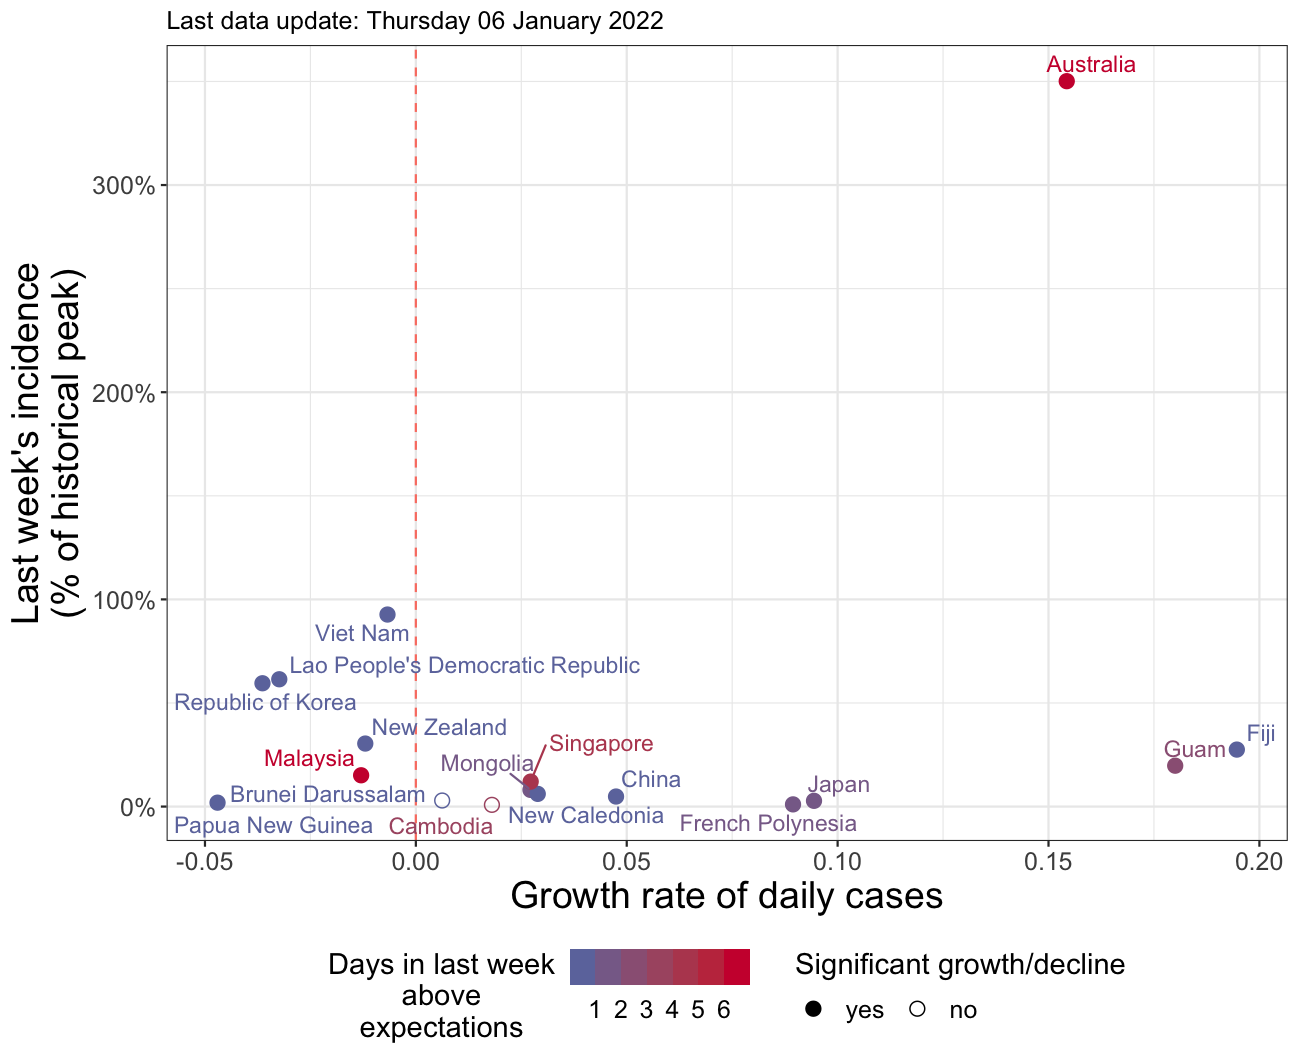 Last data update: Thursday 06 January 2022
Last week's incidence
(% of historical peak)
300%
200%
100%
0%
Australia
Viet Nam
Lao People's Democratic Republic
Republic of Korea
New Zealand
Fiji
Singapore
Guam
Malaysia
Mongolia
China
Japan
Brunei Darussalam
New Caledonia
French Polynesia
Papua New Guinea
Cambodia
-0.05 0.00 0.05 0.10 0.15 0.20
Growth rate of daily cases
Days in last week
above
expectations
1 2 3 4 5 6
Significant growth/decline
yes no